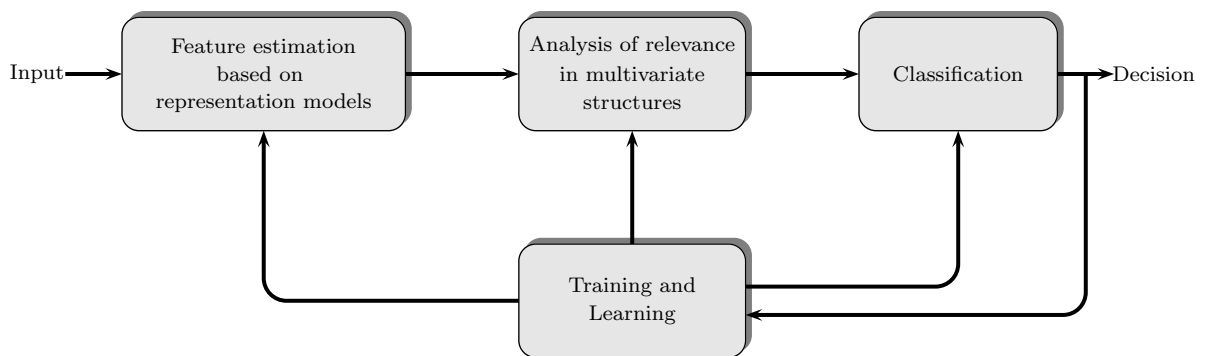 Input
Feature estimation
based on
representation models
Analysis of relevance
in multivariate
structures
Classification
Decision
Training and
Learning